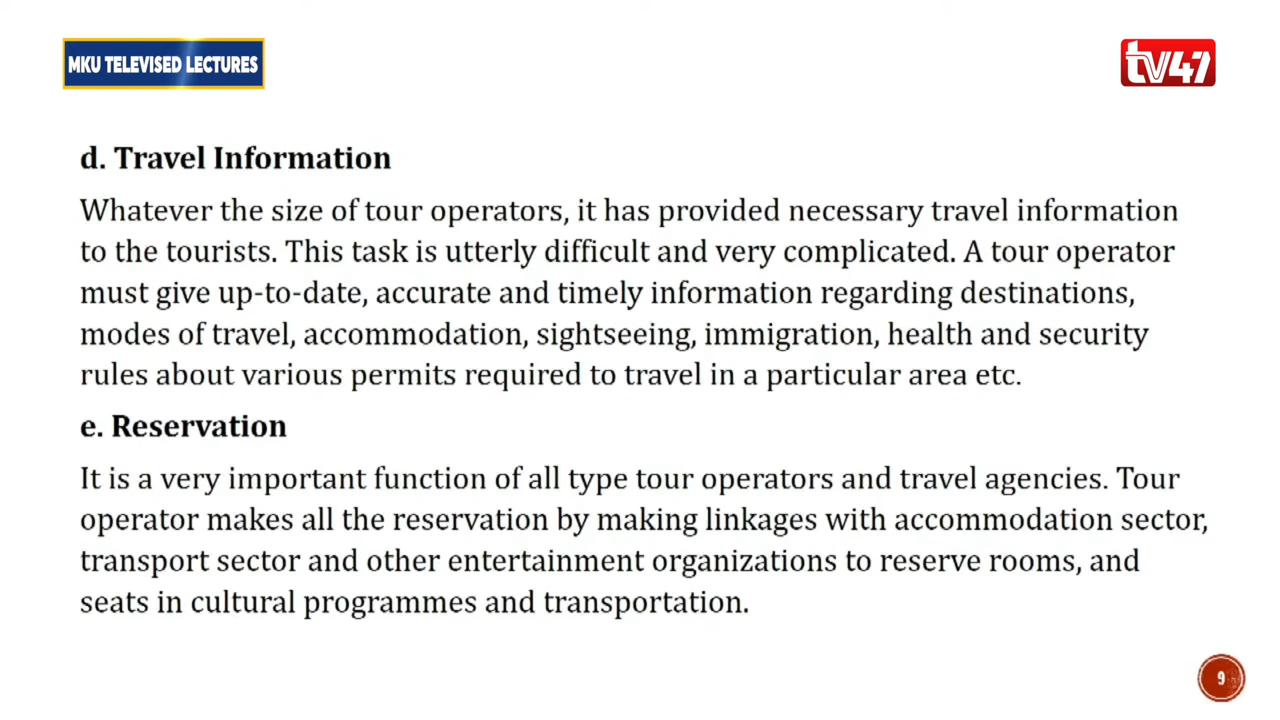 MKU TELEVISED LECTURES
tv47
d. Travel Information
Whatever the size of tour operators, it has provided necessary travel information
to the tourists. This task is utterly difficult and very complicated. A tour operator
must give up-to-date, accurate and timely information regarding destinations,
modes of travel, accommodation, sightseeing, immigration, health and security
rules about various permits required to travel in a particular area etc.
e. Reservation
It is a very important function of all type tour operators and travel agencies. Tour
operator makes all the reservation by making linkages with accommodation sector,
transport sector and other entertainment organizations to reserve rooms, and
seats in cultural programmes and transportation.
9